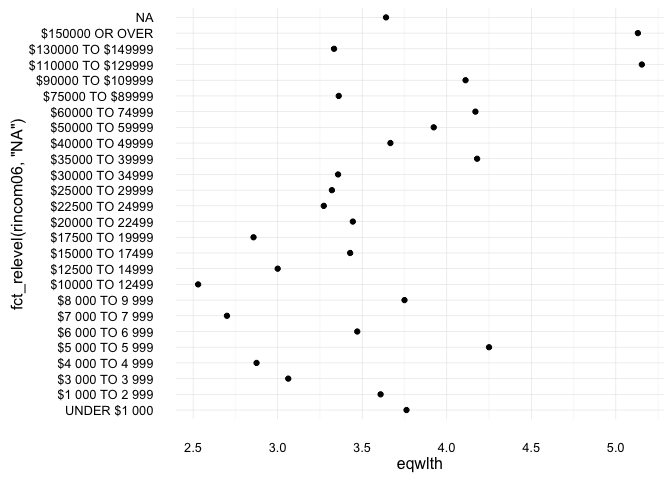 NA
$150000 OR OVER
$130000 TO $149999
$110000 TO $129999
$90000 TO $109999
$75000 TO $89999
$60000 TO 74999
$50000 TO 59999
$40000 TO 49999
$35000 TO 39999
$30000 TO 34999
$25000 TO 29999
$22500 TO 24999
$20000 TO 22499
$17500 TO 19999
$15000 TO 17499
$12500 TO 14999
$10000 TO 12499
$8 000 TO 9 999
$7 000 TO 7 999
$6 000 TO 6 999
$5 000 TO 5 999
$4 000 TO 4 999
$3 000 TO 3 999
$1 000 TO 2 999
UNDER $1 000
fct_relevel(rincom06, "NA")
2.5 3.0 3.5 4.0 4.5 5.0
eqwlth